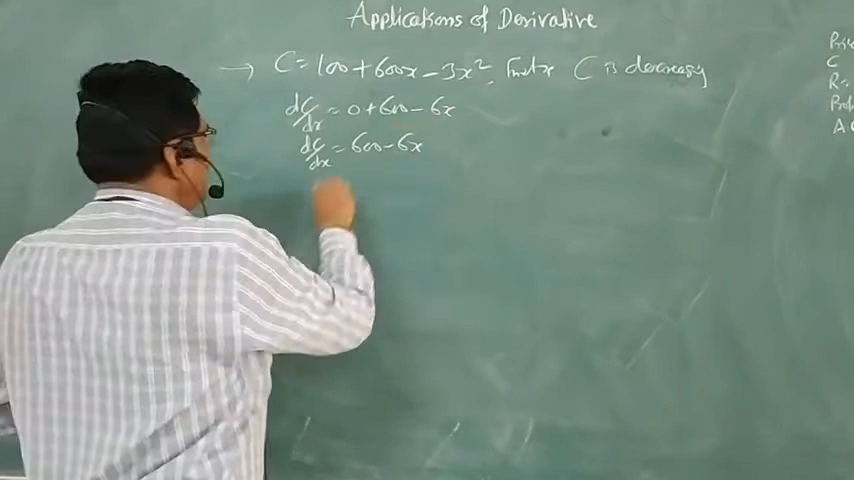 Applications of Derivative
→ C = 100 + 600x - 3x², Find x C is decreasing
dC/dx = 0 + 600 - 6x
dC/dx = 600 - 6x
C
R =